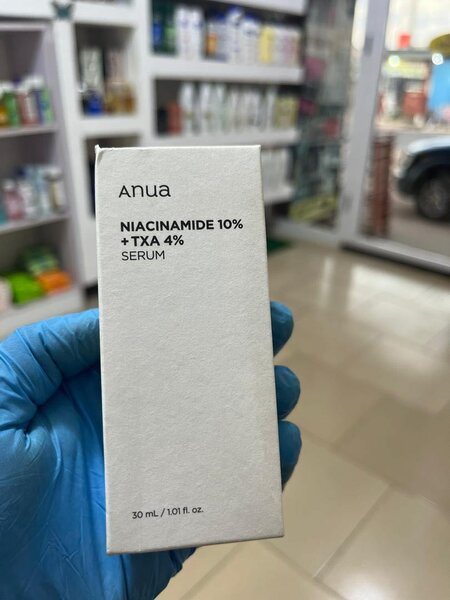 Anua
NIACINAMIDE 10%
+ TXA 4%
SERUM
30 mL / 1.01 fl. oz.